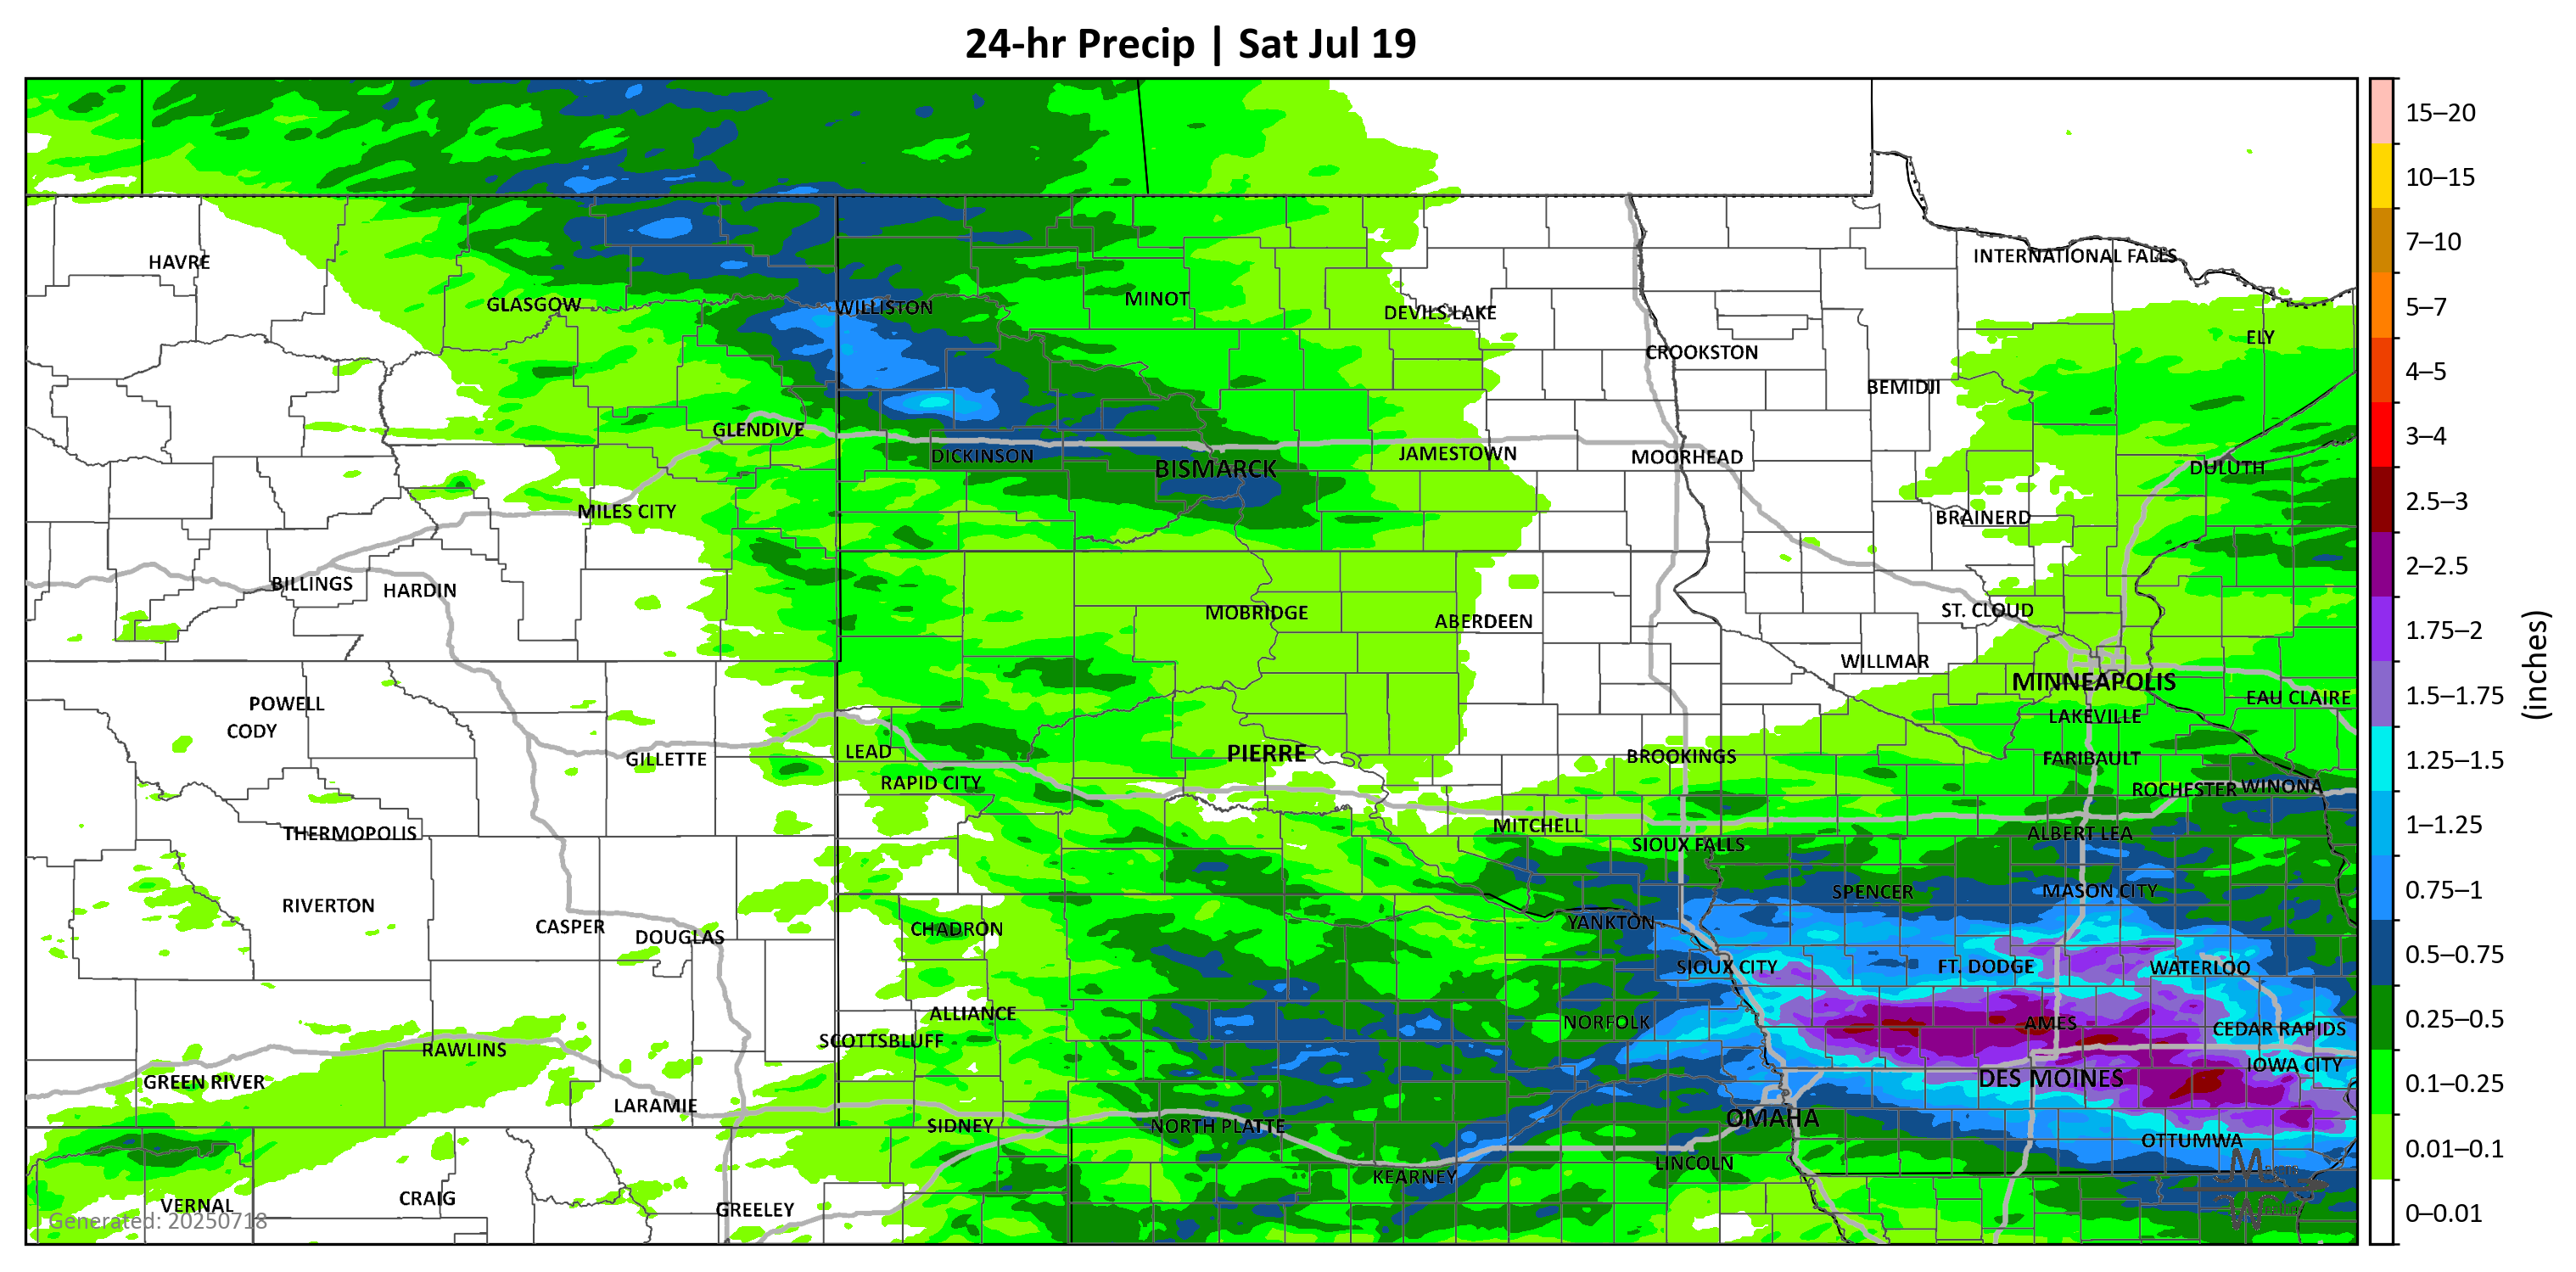 24-hr Precip | Sat Jul 19
15–20
10–15
7–10
5–7
4–5
3–4
2.5–3
2–2.5
1.75–2
1.5–1.75
1.25–1.5
1–1.25
0.75–1
0.5–0.75
0.25–0.5
0.1–0.25
0.01–0.1
0–0.01
(inches)
HAVRE
INTERNATIONAL FALLS
GLASGOW
WILLISTON
MINOT
DEVILS LAKE
ELY
CROOKSTON
BEMIDJI
GLENDIVE
DICKINSON
BISMARCK
JAMESTOWN
MOORHEAD
DULUTH
MILES CITY
BRAINERD
BILLINGS
HARDIN
MOBRIDGE
ABERDEEN
ST. CLOUD
WILLMAR
MINNEAPOLIS
POWELL
EAU CLAIRE
CODY
LAKEVILLE
GILLETTE
LEAD
PIERRE
BROOKINGS
FARIBAULT
RAPID CITY
ROCHESTER
WINONA
THERMOPOLIS
MITCHELL
ALBERT LEA
SIOUX FALLS
SPENCER
MASON CITY
RIVERTON
CASPER
DOUGLAS
CHADRON
YANKTON
SIOUX CITY
FT. DODGE
WATERLOO
ALLIANCE
NORFOLK
AMES
CEDAR RAPIDS
SCOTTSBLUFF
RAWLINS
IOWA CITY
GREEN RIVER
DES MOINES
LARAMIE
OMAHA
SIDNEY
NORTH PLATTE
OTTUMWA
LINCOLN
KEARNEY
VERNAL
CRAIG
GREELEY
Generated: 20250718